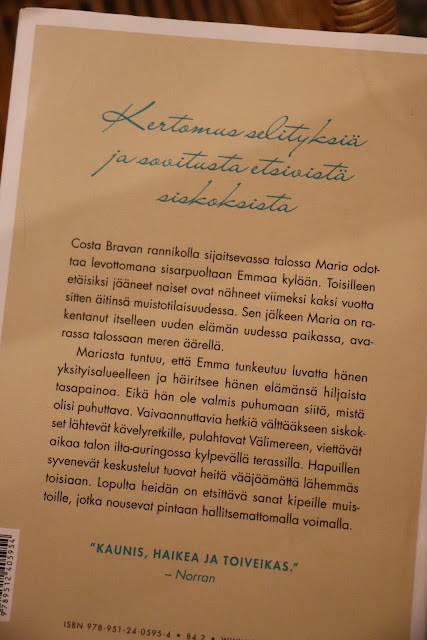 Kertomus selityksiä
ja sovitusta etsivistä
siskoksista
Costa Bravan rannikolla sijaitsevassa talossa Maria odot-
taa levottomana sisarpuoltaan Emmaa kylään. Toisilleen
etäisiksi jääneet naiset ovat nähneet viimeksi kaksi vuotta
sitten äitinsä muistotilaisuudessa. Sen jälkeen Maria on ra-
kentanut itselleen uuden elämän uudessa paikassa, ava-
rassa talossaan meren äärellä.
Mariasta tuntuu, että Emma tunkeutuu luvatta hänen
yksityisalueelleen ja häiritsee hänen elämänsä hiljaista
tasapainoa. Eikä hän ole valmis puhumaan siitä, mistä
olisi puhuttava. Vaivaannuttavia hetkiä välttääkseen siskok-
set lähtevät kävelyretkille, pulahtavat Välimereen, viettävät
aikaa talon ilta-auringossa kylpevällä terassilla. Hapuillen
syvenevät keskustelut tuovat heitä vääjäämättä lähemmäs
toisiaan. Lopulta heidän on etsittävä sanat kipeille muis-
toille, jotka nousevat pintaan hallitsemattomalla voimalla.
"KAUNIS, HAIKEA JA TOIVEIKAS."
– Norran
9789512405954
ISBN 978-951-24-0595-4 • 84.2 •